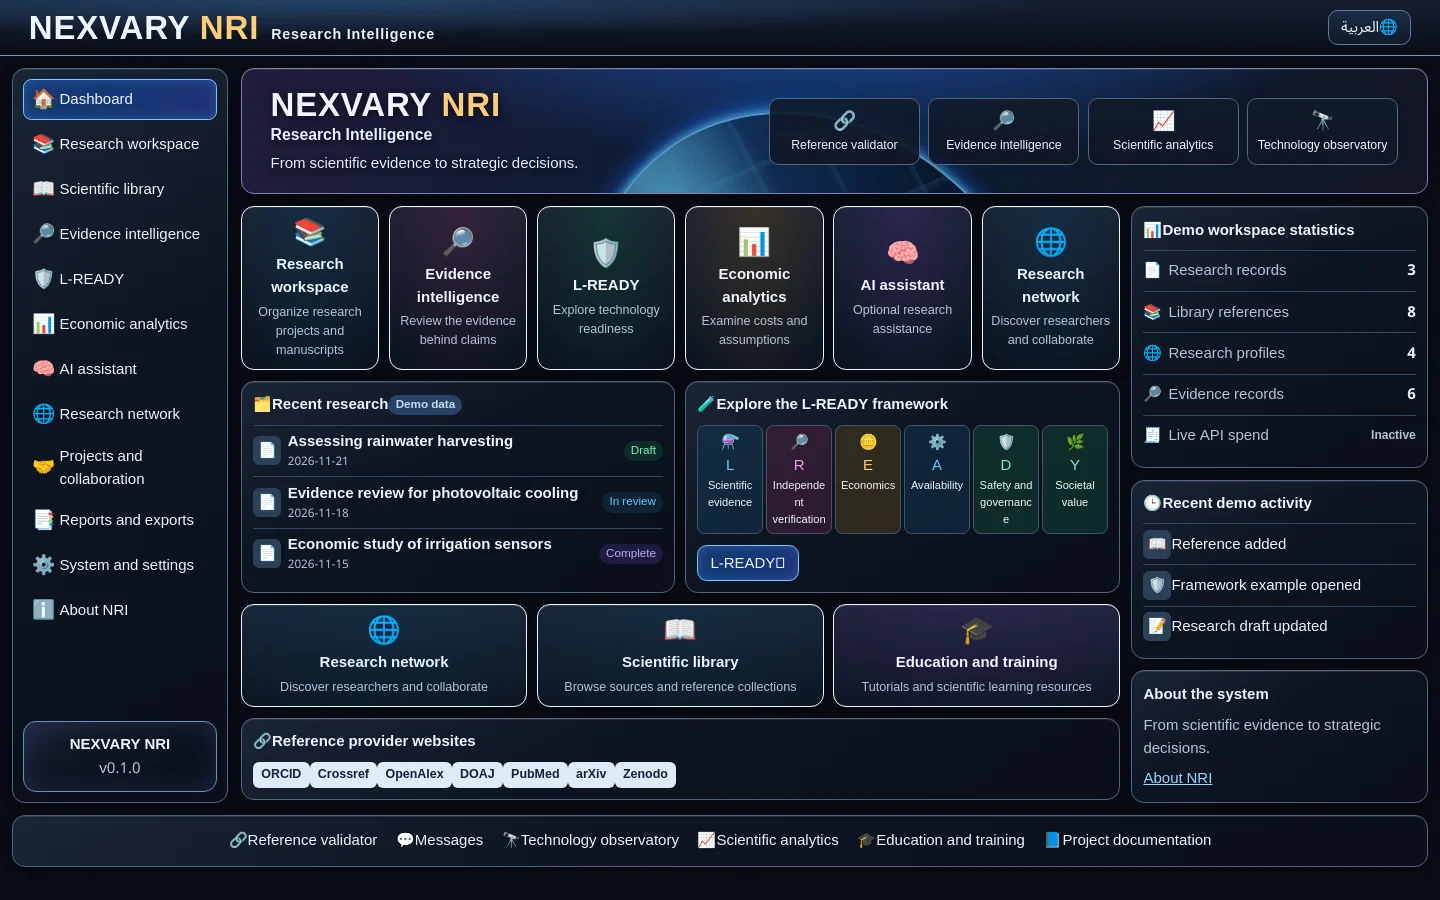 NEXVARY NRI Research Intelligence
العربية
Dashboard
Research workspace
Scientific library
Evidence intelligence
L-READY
Economic analytics
AI assistant
Research network
Projects and
collaboration
Reports and exports
System and settings
About NRI
NEXVARY NRI
v0.1.0
NEXVARY NRI
Research Intelligence
From scientific evidence to strategic decisions.
Reference validator
Evidence intelligence
Scientific analytics
Technology observatory
Research
workspace
Organize research
projects and
manuscripts
Evidence
intelligence
Review the evidence
behind claims
L-READY
Explore technology
readiness
Economic
analytics
Examine costs and
assumptions
AI assistant
Optional research
assistance
Research
network
Discover researchers
and collaborate
Recent research Demo data
Assessing rainwater harvesting
2026-11-21
Draft
Evidence review for photovoltaic cooling
2026-11-18
In review
Economic study of irrigation sensors
2026-11-15
Complete
Explore the L-READY framework
L
Scientific
evidence
R
Independe
nt
verification
E
Economics
A
Availability
D
Safety and
governanc
e
Y
Societal
value
L-READY
Research network
Discover researchers and collaborate
Scientific library
Browse sources and reference collections
Education and training
Tutorials and scientific learning resources
Reference provider websites
ORCID Crossref OpenAlex DOAJ PubMed arXiv Zenodo
Demo workspace statistics
Research records 3
Library references 8
Research profiles 4
Evidence records 6
Live API spend Inactive
Recent demo activity
Reference added
Framework example opened
Research draft updated
About the system
From scientific evidence to strategic
decisions.
About NRI
Reference validator Messages Technology observatory Scientific analytics Education and training Project documentation